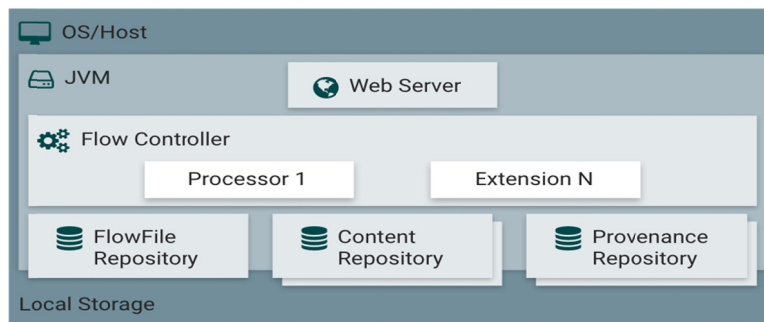 OS/Host
JVM
Web Server
Flow Controller
Processor 1
Extension N
FlowFile
Repository
Content
Repository
Provenance
Repository
Local Storage